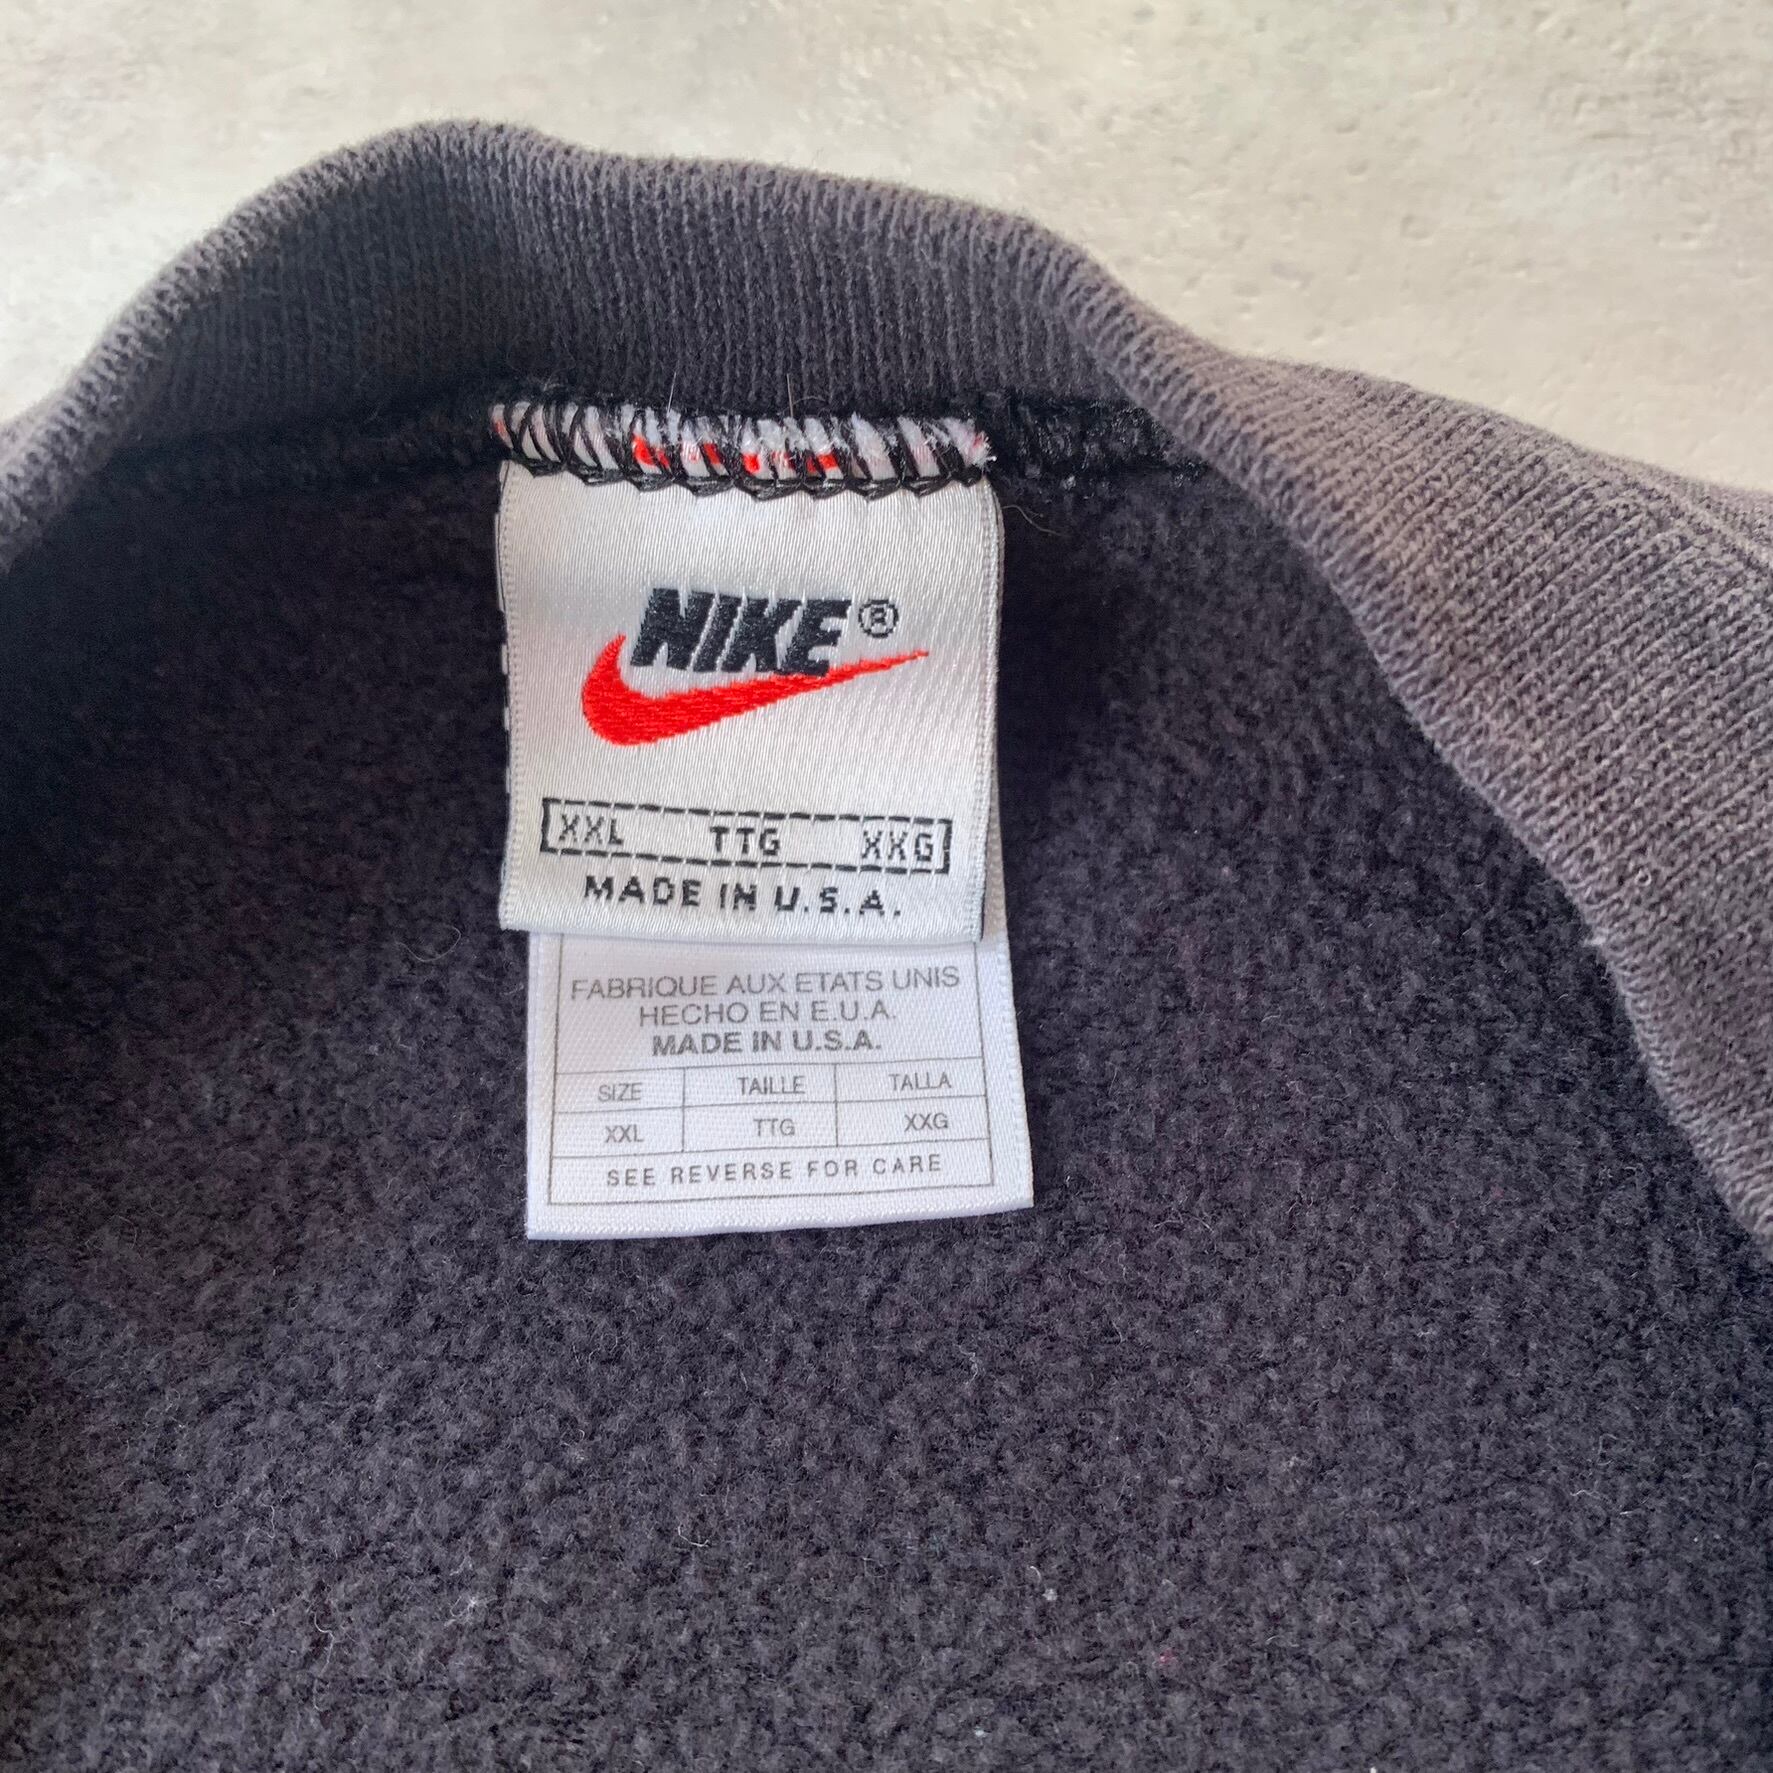 NIKE®
XXL TTG XXG
MADE IN U.S.A.
FABRIQUE AUX ETATS UNIS
HECHO EN E.U.A.
MADE IN U.S.A.
SIZE TAILLE TALLA
XXL TTG XXG
SEE REVERSE FOR CARE